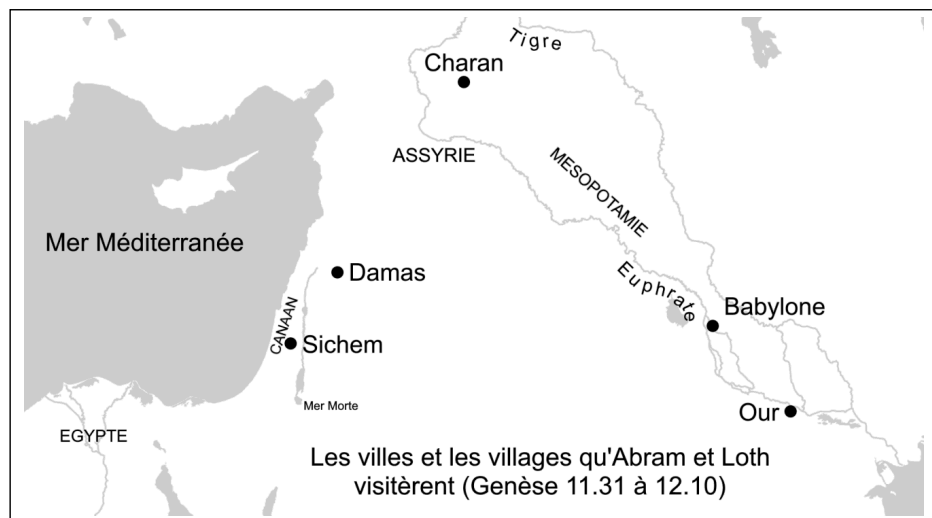 Tigre
Charan
ASSYRIE
MESOPOTAMIE
Mer Méditerranée
Damas
Euphrate
Babylone
CANAAN
Sichem
Mer Morte
Our
EGYPTE
Les villes et les villages qu'Abram et Loth
visitèrent (Genèse 11.31 à 12.10)